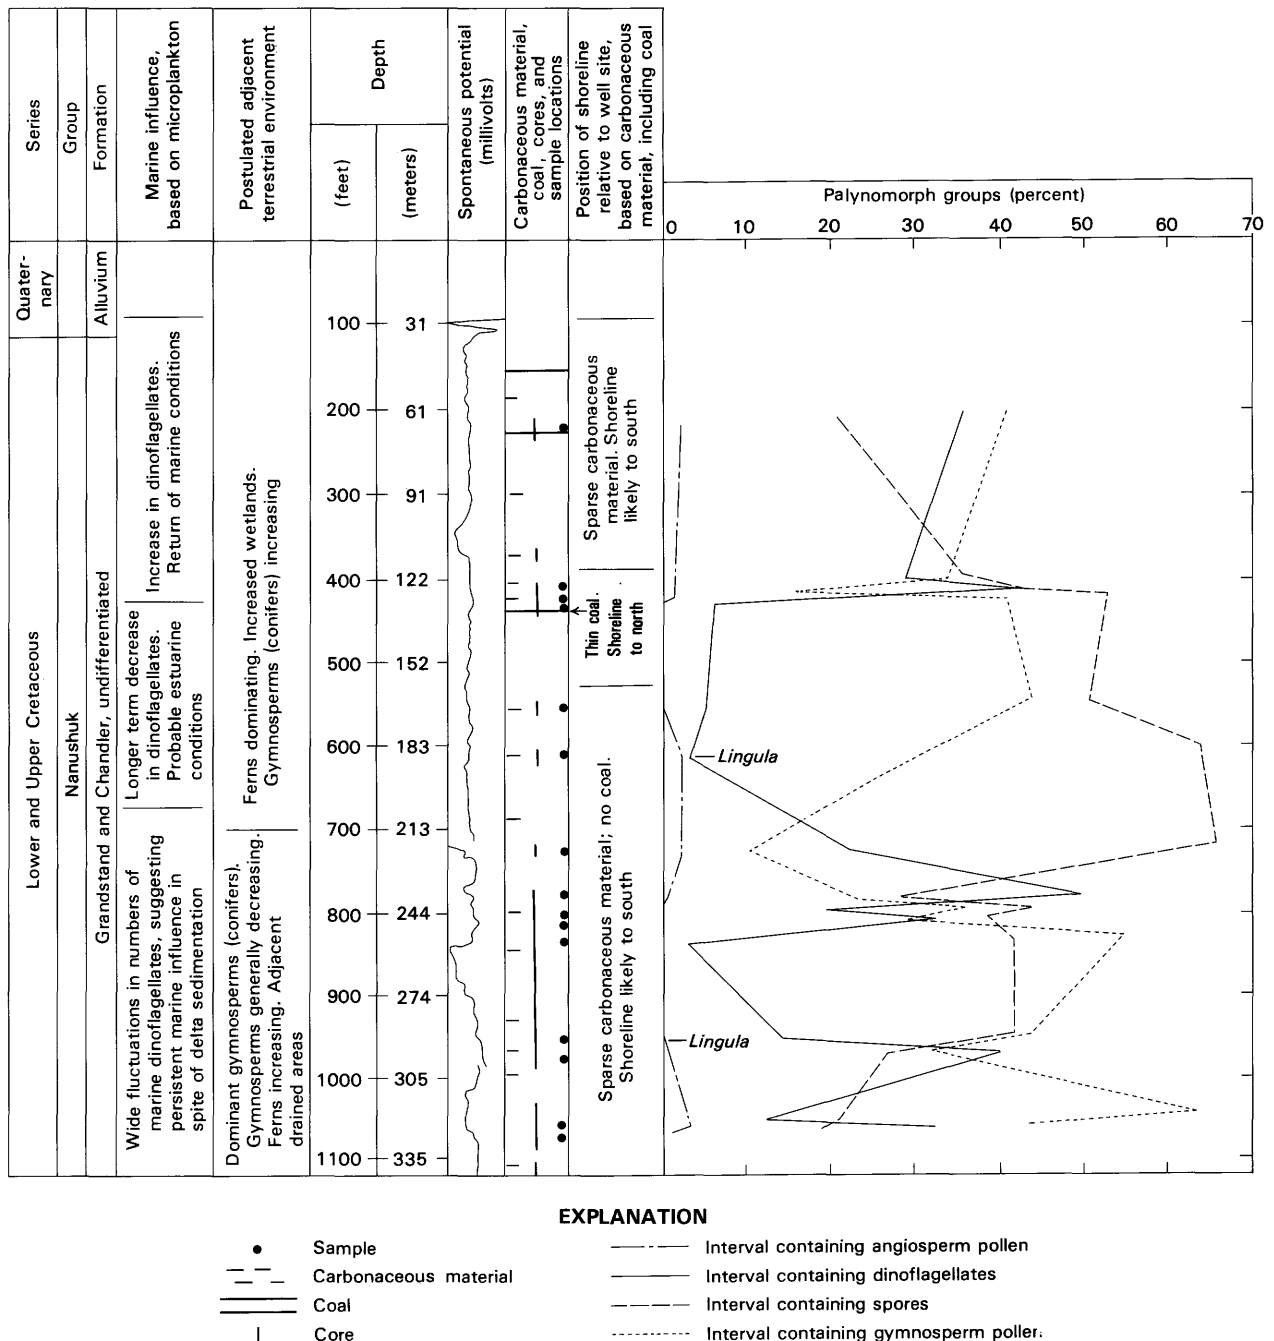 Series
Group
Formation
Marine influence,
based on microplankton
Postulated adjacent
terrestrial environment
Depth
(feet)
(meters)
Spontaneous potential
(millivolts)
Carbonaceous material,
coal, cores, and
sample locations
Position of shoreline
relative to well site,
based on carbonaceous
material, including coal
Palynomorph groups (percent)
0 10 20 30 40 50 60 70
Quater-
nary
Alluvium
Lower and Upper Cretaceous
Nanushuk
Grandstand and Chandler, undifferentiated
Increase in dinoflagellates.
Return of marine conditions
Longer term decrease
in dinoflagellates.
Probable estuarine
conditions
Wide fluctuations in numbers of
marine dinoflagellates, suggesting
persistent marine influence in
spite of delta sedimentation
Ferns dominating. Increased wetlands.
Gymnosperms (conifers) increasing
Dominant gymnosperms (conifers).
Gymnosperms generally decreasing.
Ferns increasing. Adjacent
drained areas
100 31
200 61
300 91
400 122
500 152
600 183
700 213
800 244
900 274
1000 305
1100 335
Sparse carbonaceous
material. Shoreline
likely to south
Thin coal.
Shoreline
to north
Sparse carbonaceous material; no coal.
Shoreline likely to south
Lingula
Lingula
EXPLANATION
Sample
Carbonaceous material
Coal
Core
Interval containing angiosperm pollen
Interval containing dinoflagellates
Interval containing spores
Interval containing gymnosperm pollen